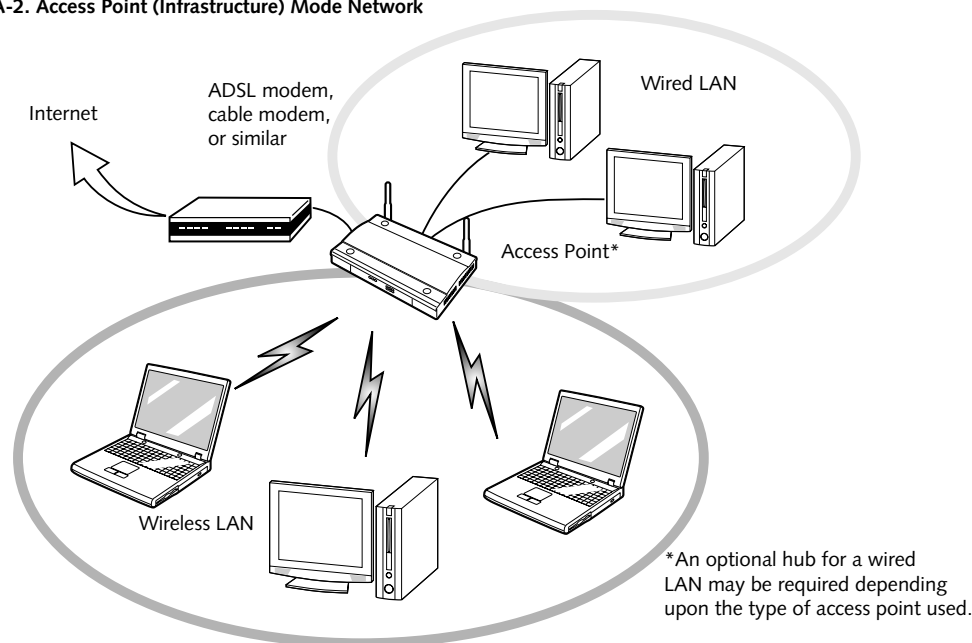 A-2. Access Point (Infrastructure) Mode Network
Wired LAN
ADSL modem,
cable modem,
or similar
Internet
Access Point*
Wireless LAN
*An optional hub for a wired
LAN may be required depending
upon the type of access point used.